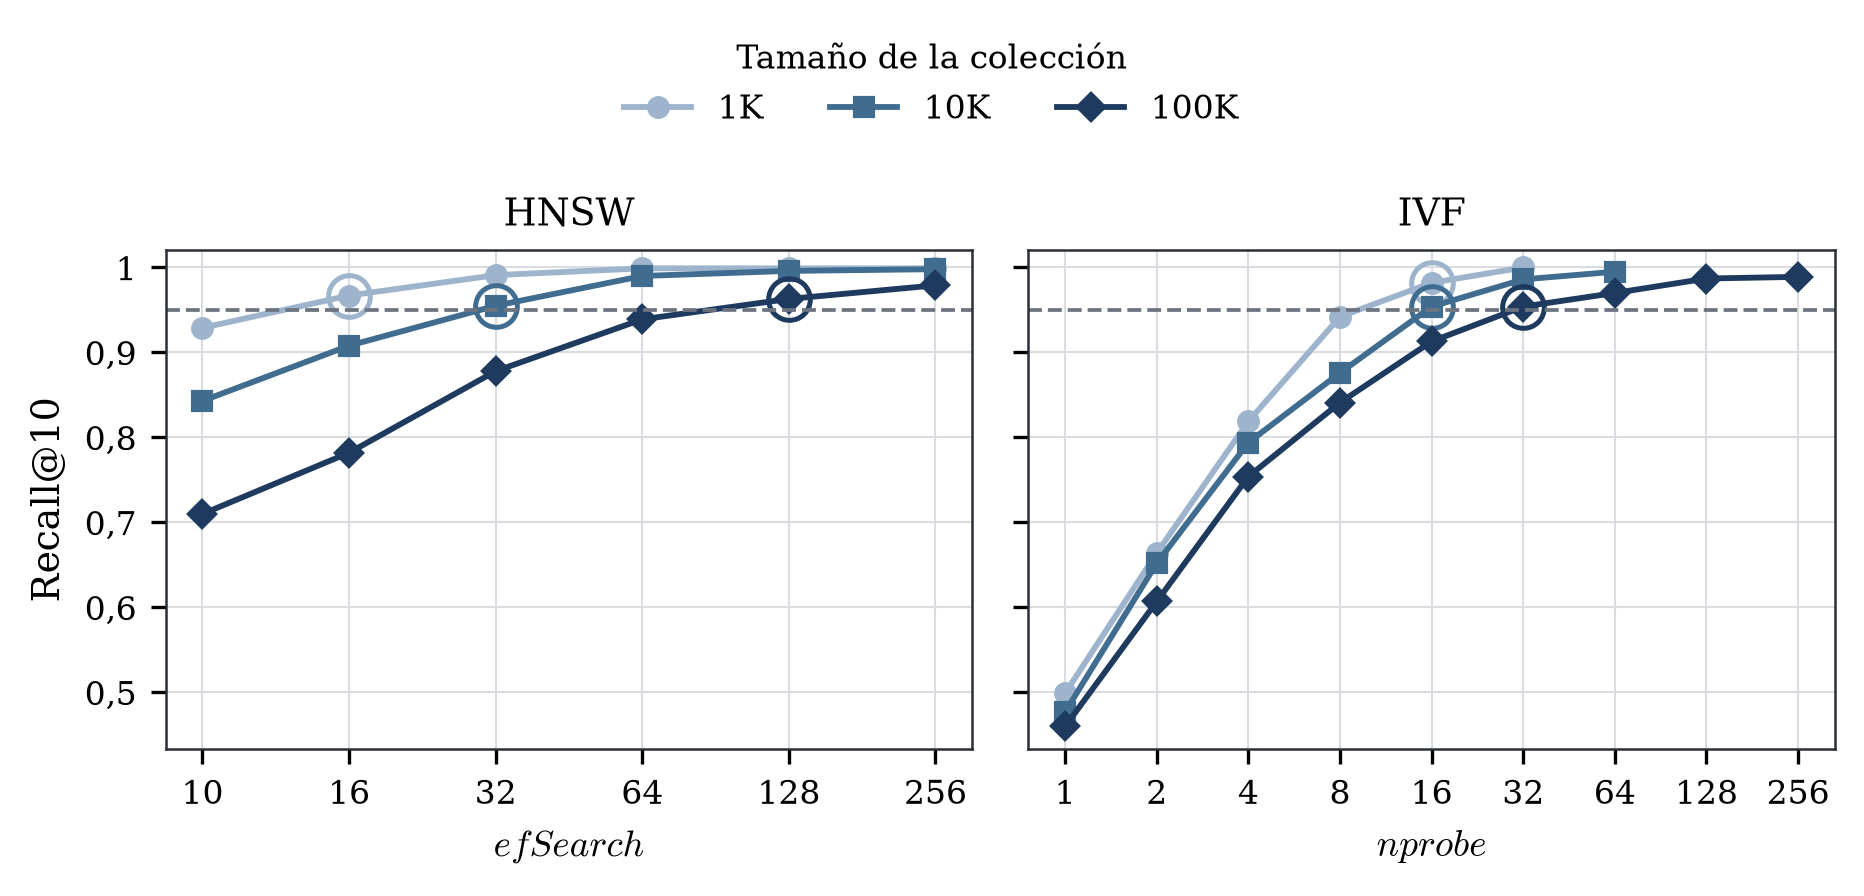 Tamaño de la colección
1K 10K 100K
HNSW
IVF
Recall@10
1
0,9
0,8
0,7
0,6
0,5
10 16 32 64 128 256
1 2 4 8 16 32 64 128 256
efSearch
nprobe